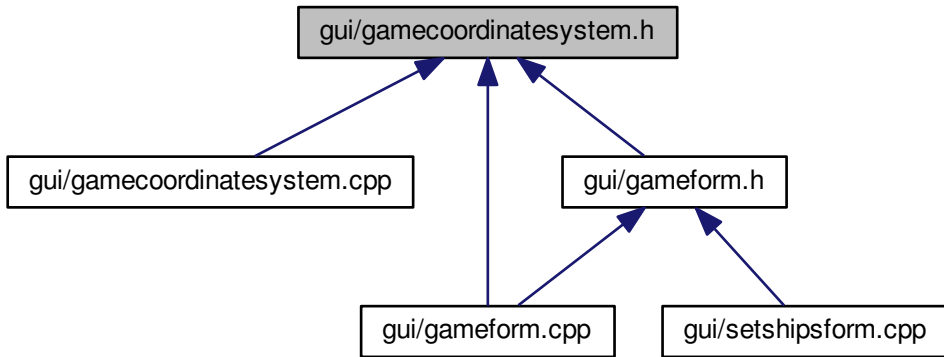 gui/gamecoordinatesystem.h
gui/gamecoordinatesystem.cpp
gui/gameform.h
gui/gameform.cpp
gui/setshipsform.cpp